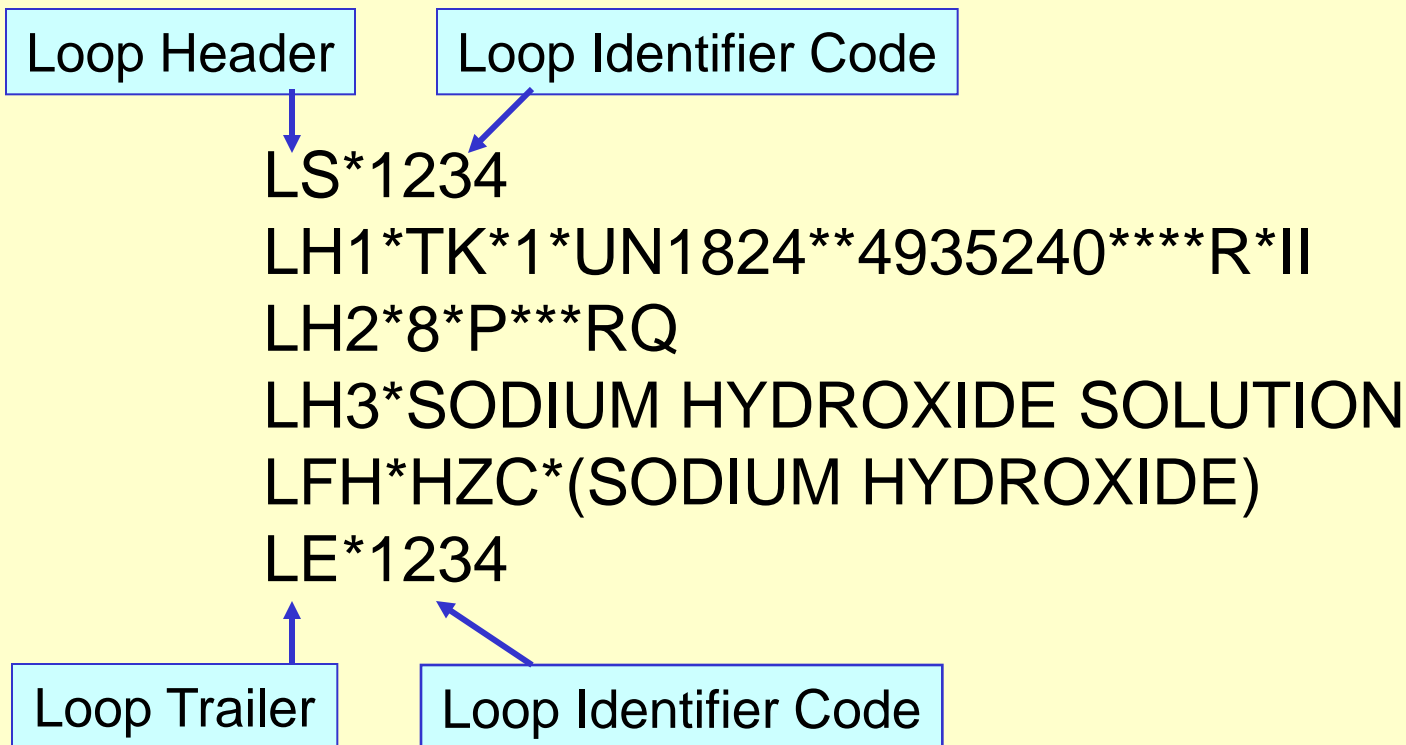 Loop Header
Loop Identifier Code
LS*1234
LH1*TK*1*UN1824**4935240****R*II
LH2*8*P***RQ
LH3*SODIUM HYDROXIDE SOLUTION
LFH*HZC*(SODIUM HYDROXIDE)
LE*1234
Loop Trailer
Loop Identifier Code